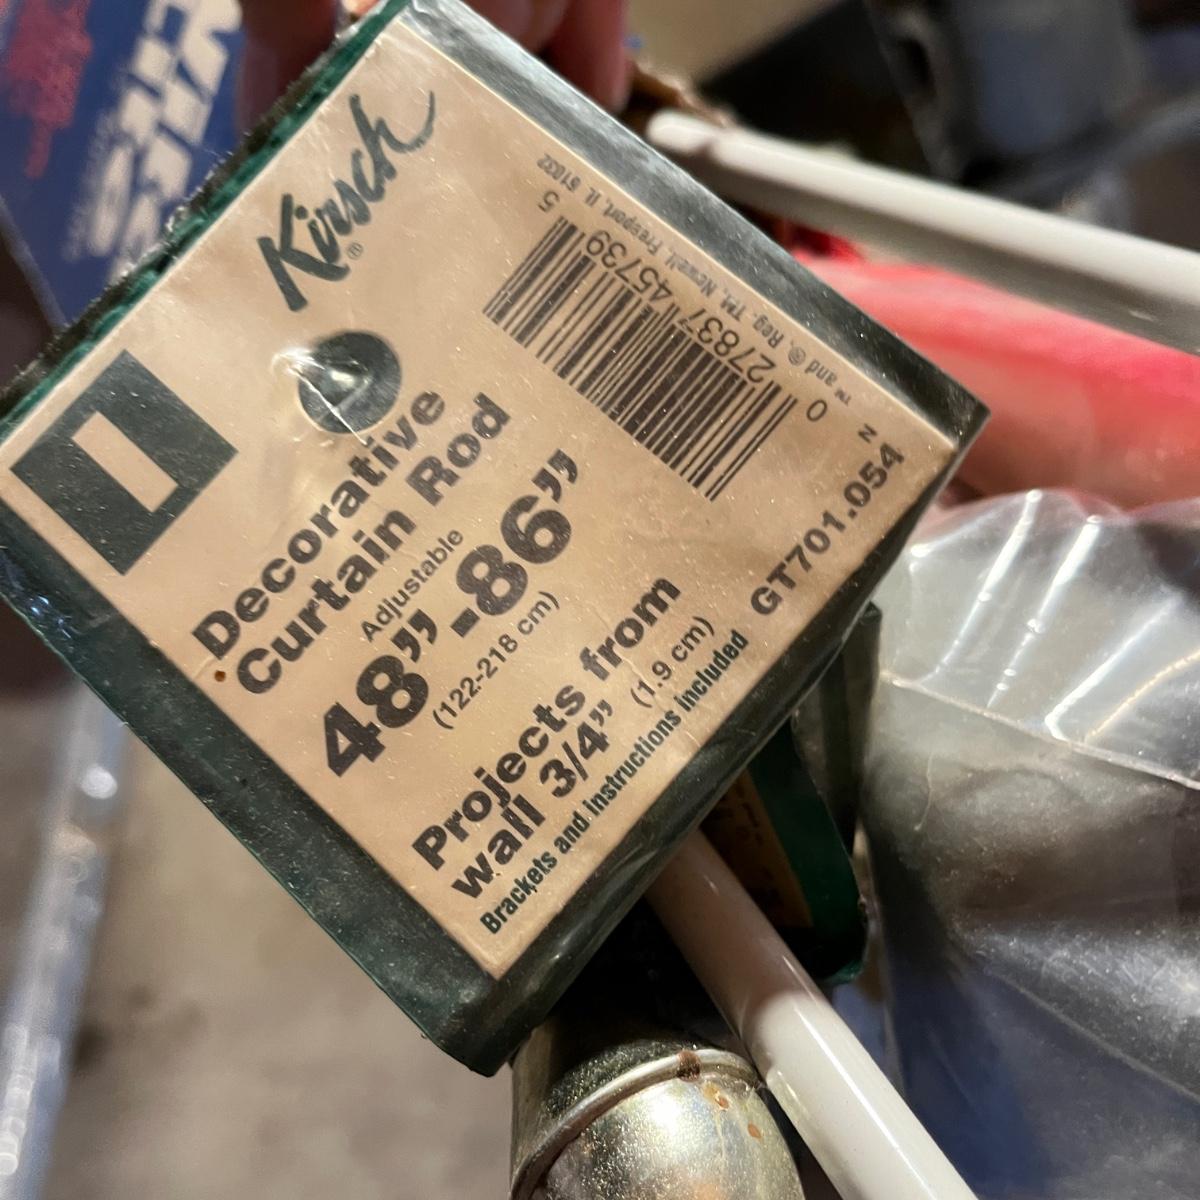 Kirsch®
Decorative
Curtain Rod
Adjustable
48”-86”
(122-218 cm)
Projects from
wall 3/4” (1.9 cm)
Brackets and instructions included
0 27837 45739 5
™ and ®, Reg. TM, Newell, Freeport, IL 61032
N
GT701.054